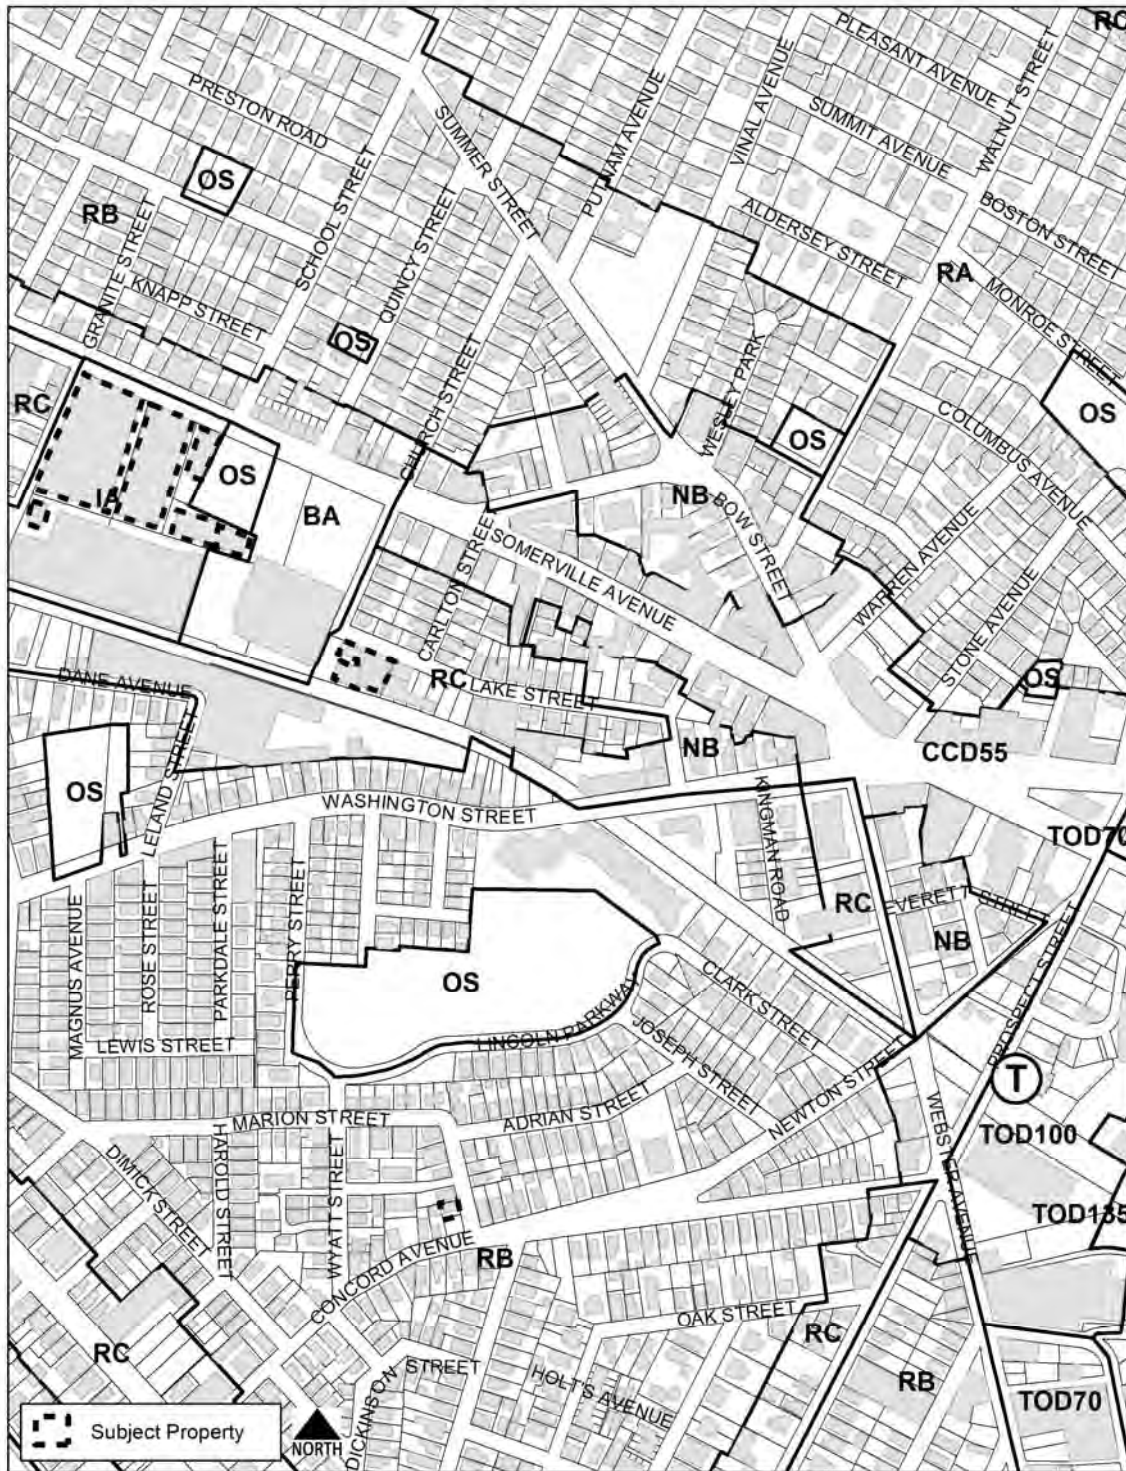 RC
PLEASANT AVENUE
PRESTON ROAD
SUMMER STREET
PUTNAM AVENUE
VINAL AVENUE
SUMMIT AVENUE
WALNUT STREET
OS
RB
SCHOOL STREET
QUINCY STREET
ALDERSEY STREET
BOSTON STREET
GRANITE STREET
KNAPP STREET
RA
MONROE STREET
OS
CHURCH STREET
WESLEY PARK
RC
OS
COLUMBUS AVENUE
OS
OS
IA
BA
NB
BOW STREET
CARLTON STREE
SOMERVILLE AVENUE
WARREN AVENUE
STONE AVENUE
DANE AVENUE
RC
LAKE STREET
OS
NB
CCD55
OS
LELAND STREET
WASHINGTON STREET
KINGMAN ROAD
TOD70
MAGNUS AVENUE
ROSE STREET
PARKDALE STREET
PERRY STREET
RC
NB
OS
CLARK STREET
PROSPECT STREET
LEWIS STREET
LINCOLN PARKWAY
JOSEPH STREET
NEWTON STREET
T
MARION STREET
ADRIAN STREET
WEBSTER AVENUE
TOD100
DIMICK STREET
HAROLD STREET
WYATT STREET
TOD135
CONCORD AVENUE
RB
OAK STREET
RC
RC
STREET
HOLTS AVENUE
RB
TOD70
DICKINSON
Subject Property
NORTH